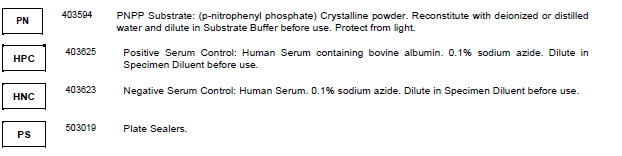 PN 403594 PNPP Substrate: (p-nitrophenyl phosphate) Crystalline powder. Reconstitute with deionized or distilled
water and dilute in Substrate Buffer before use. Protect from light.
HPC 403625 Positive Serum Control: Human Serum containing bovine albumin. 0.1% sodium azide. Dilute in
Specimen Diluent before use.
HNC 403623 Negative Serum Control: Human Serum. 0.1% sodium azide. Dilute in Specimen Diluent before use.
PS 503019 Plate Sealers.